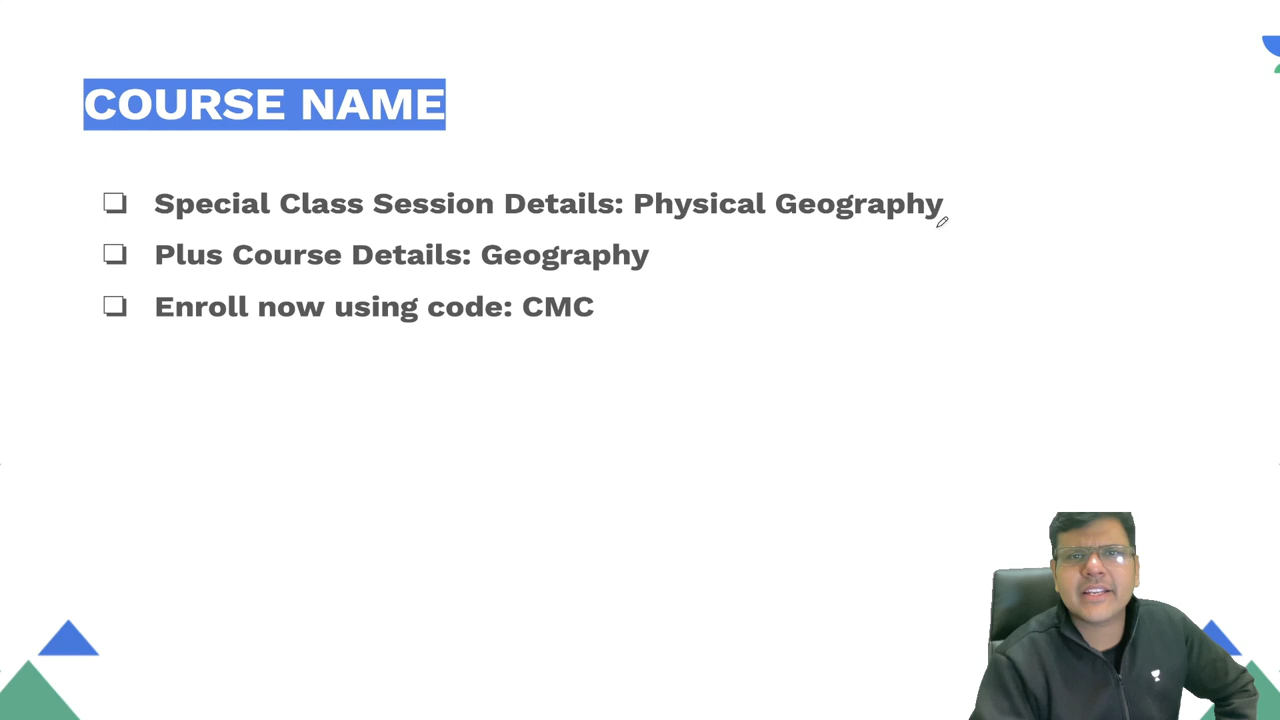 COURSE NAME
❏ Special Class Session Details: Physical Geography
❏ Plus Course Details: Geography
❏ Enroll now using code: CMC